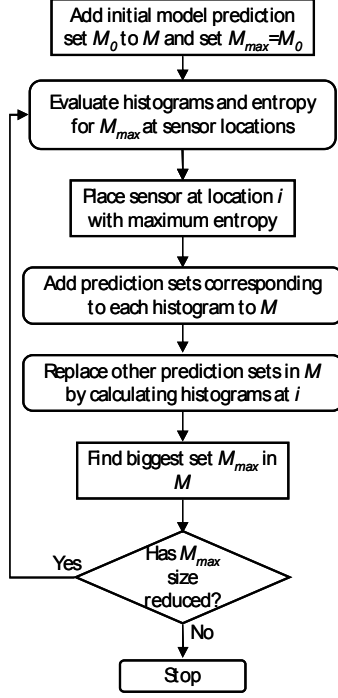 Add initial model prediction
set M0 to M and set Mmax=M0
Evaluate histograms and entropy
for Mmax at sensor locations
Place sensor at location i
with maximum entropy
Add prediction sets corresponding
to each histogram to M
Replace other prediction sets in M
by calculating histograms at i
Find biggest set Mmax in
M
Yes
Has Mmax
size
reduced?
No
Stop